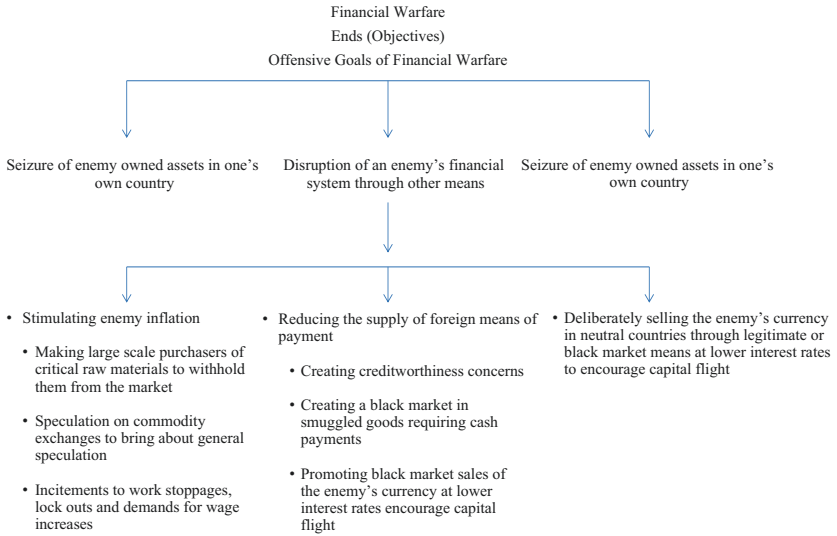 Financial Warfare
Ends (Objectives)
Offensive Goals of Financial Warfare
Seizure of enemy owned assets in one's
own country
Disruption of an enemy's financial
system through other means
Seizure of enemy owned assets in one's
own country
• Stimulating enemy inflation
• Making large scale purchasers of
critical raw materials to withhold
them from the market
• Speculation on commodity
exchanges to bring about general
speculation
• Incitements to work stoppages,
lock outs and demands for wage
increases
• Reducing the supply of foreign means of
payment
• Creating creditworthiness concerns
• Creating a black market in
smuggled goods requiring cash
payments
• Promoting black market sales of
the enemy's currency at lower
interest rates encourage capital
flight
• Deliberately selling the enemy's currency
in neutral countries through legitimate or
black market means at lower interest rates
to encourage capital flight